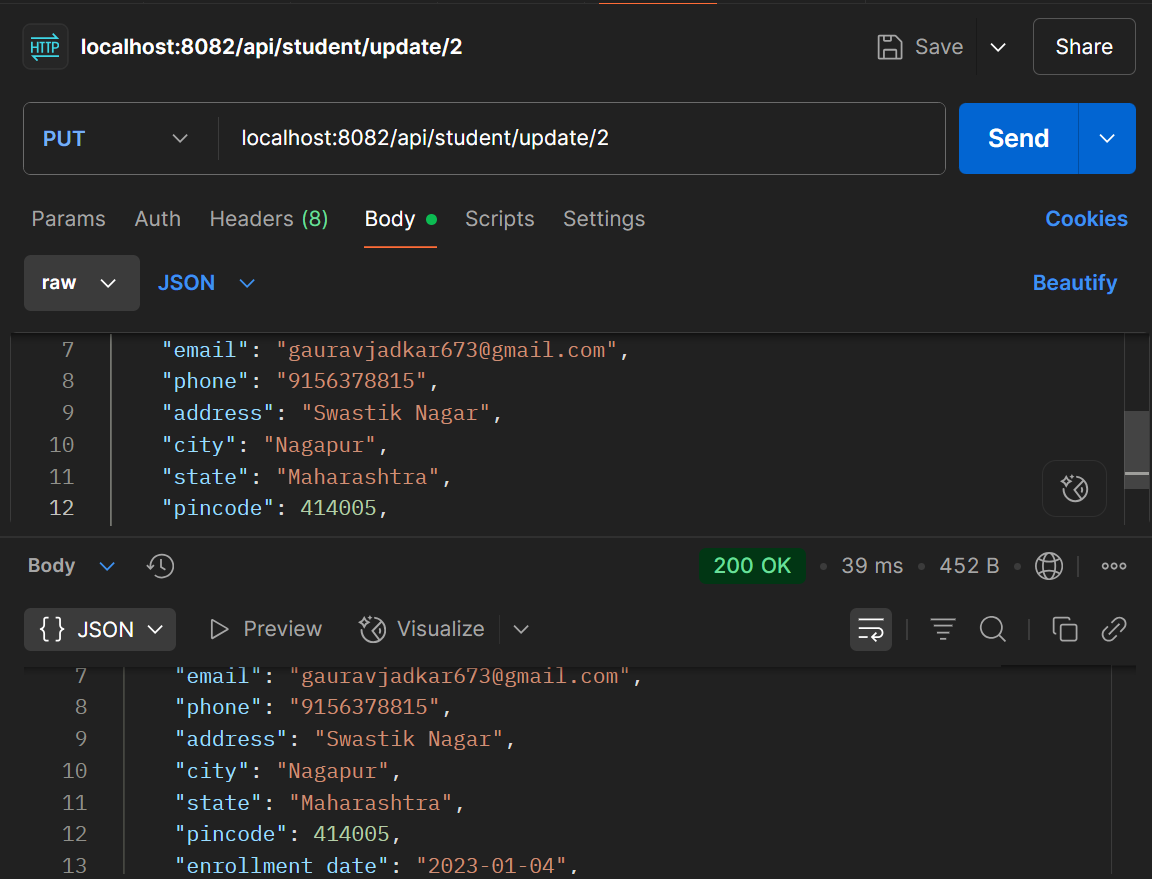 HTTP localhost:8082/api/student/update/2 Save Share
PUT localhost:8082/api/student/update/2 Send
Params Auth Headers (8) Body Scripts Settings Cookies
raw JSON Beautify
7 "email": "gauravjadkar673@gmail.com",
8 "phone": "9156378815",
9 "address": "Swastik Nagar",
10 "city": "Nagapur",
11 "state": "Maharashtra",
12 "pincode": 414005,
Body 200 OK • 39 ms • 452 B
{} JSON Preview Visualize
7 "email": "gauravjadkar673@gmail.com",
8 "phone": "9156378815",
9 "address": "Swastik Nagar",
10 "city": "Nagapur",
11 "state": "Maharashtra",
12 "pincode": 414005,
13 "enrollment_date": "2023-01-04",